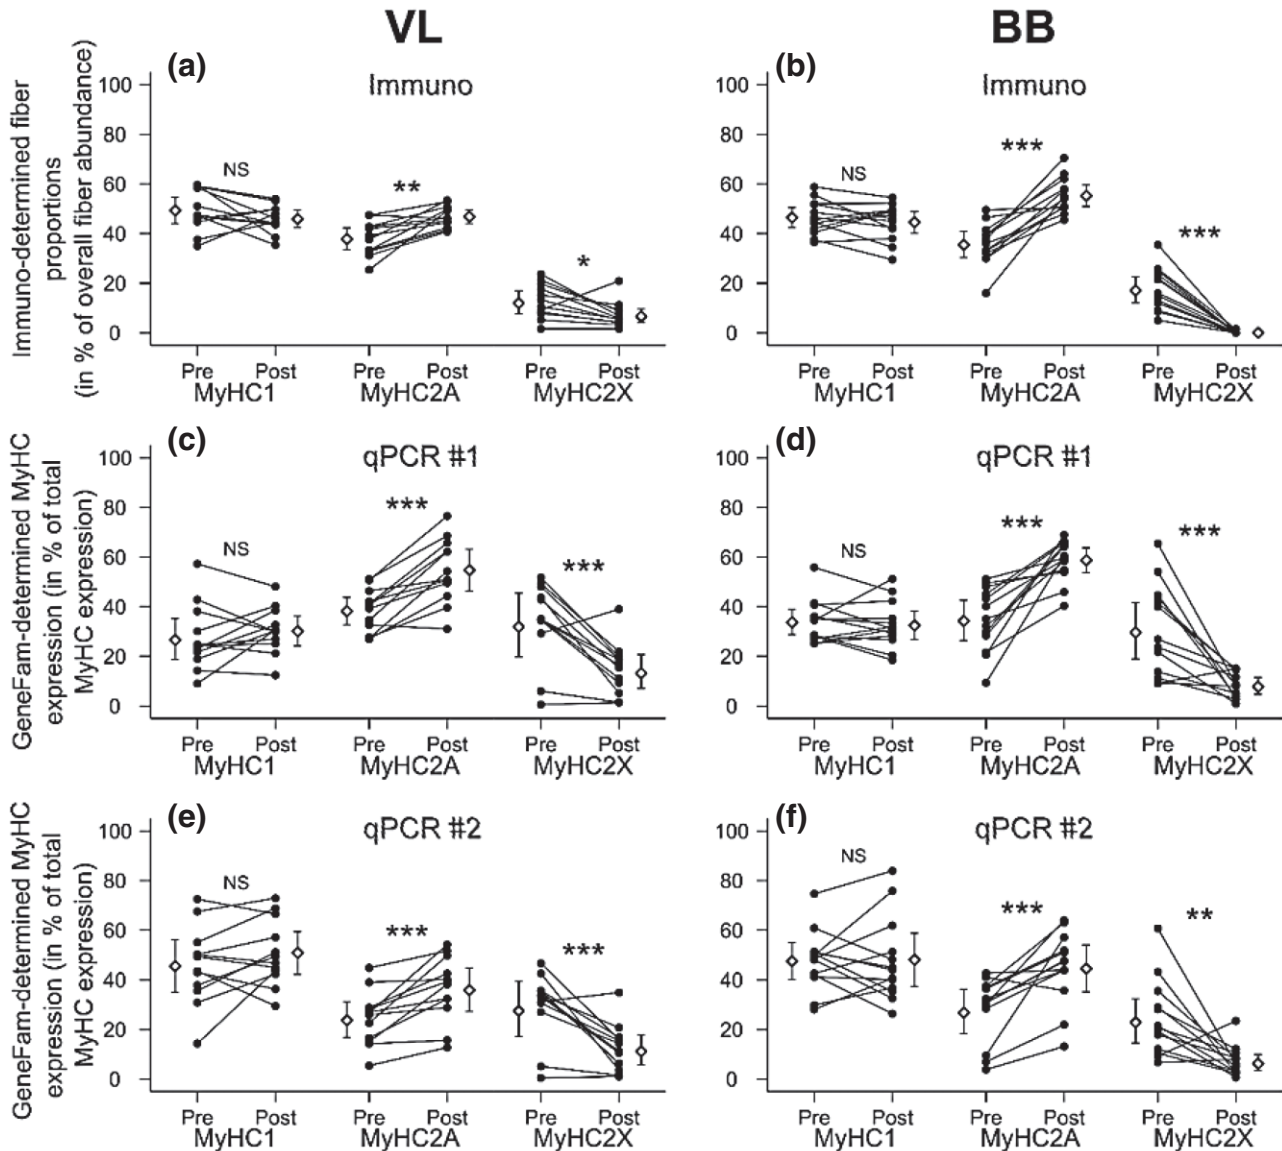 VL
BB
Immuno-determined fiber
proportions
(in % of overall fiber abundance)
(a)
Immuno
100
80
60
40
20
0
NS
**
*
Pre Post Pre Post Pre Post
MyHC1 MyHC2A MyHC2X
(b)
Immuno
100
80
60
40
20
0
NS
***
***
Pre Post Pre Post Pre Post
MyHC1 MyHC2A MyHC2X
GeneFam-determined MyHC
expression (in % of total
MyHC expression)
(c)
qPCR #1
100
80
60
40
20
0
NS
***
***
Pre Post Pre Post Pre Post
MyHC1 MyHC2A MyHC2X
(d)
qPCR #1
100
80
60
40
20
0
NS
***
***
Pre Post Pre Post Pre Post
MyHC1 MyHC2A MyHC2X
GeneFam-determined MyHC
expression (in % of total
MyHC expression)
(e)
qPCR #2
100
80
60
40
20
0
NS
***
***
Pre Post Pre Post Pre Post
MyHC1 MyHC2A MyHC2X
(f)
qPCR #2
100
80
60
40
20
0
NS
***
**
Pre Post Pre Post Pre Post
MyHC1 MyHC2A MyHC2X